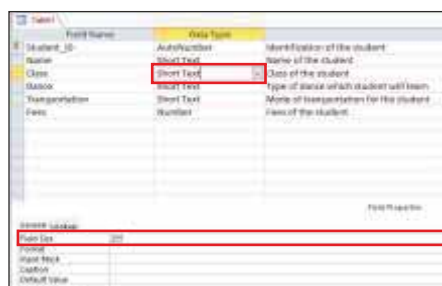 Table1
Field Name Data Type
Student_ID AutoNumber Identification of the student
Name Short Text Name of the student
Class Short Text Class of the student
Dance Short Text Type of dance which student will learn
Transportation Short Text Mode of transportation for the student
Fees Number Fees of the student
Field Properties
General Lookup
Field Size 255
Format
Input Mask
Caption
Default Value